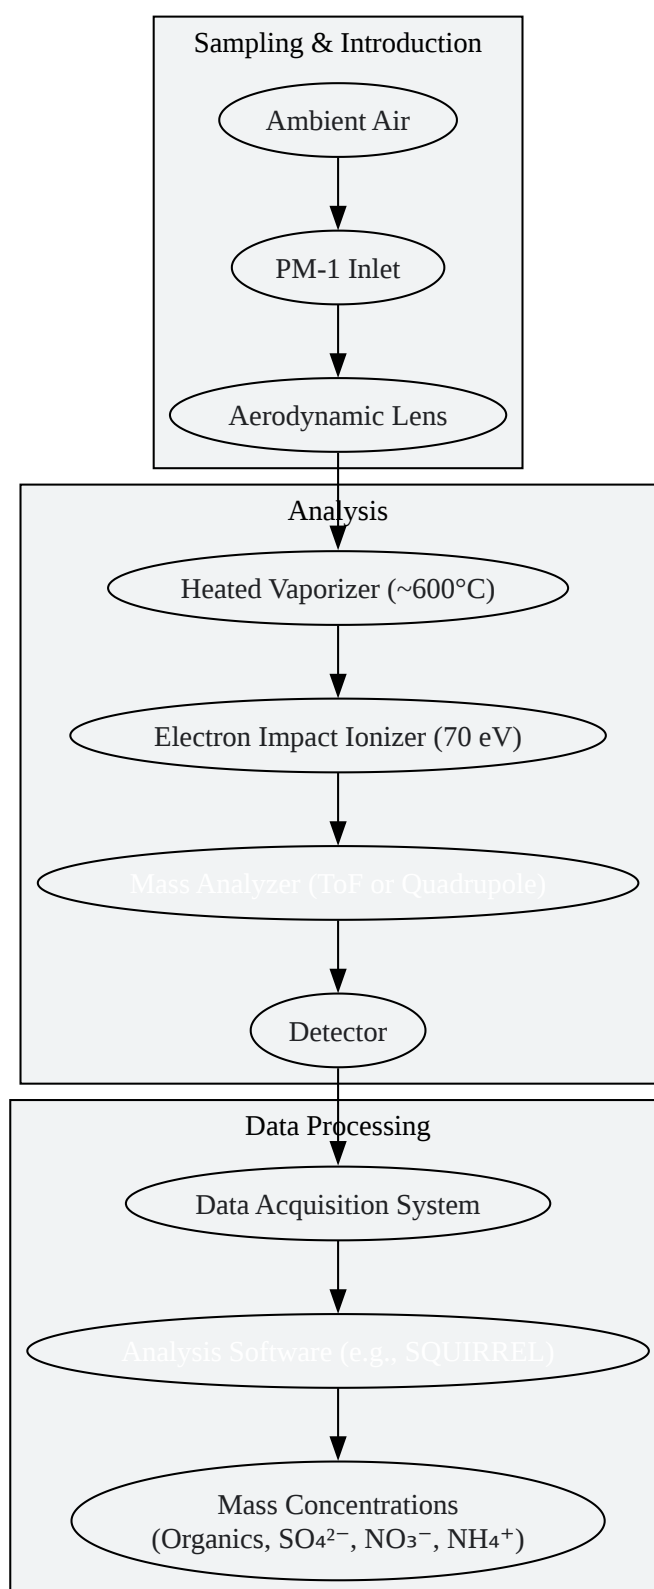 Sampling & Introduction
Ambient Air
PM-1 Inlet
Aerodynamic Lens
Analysis
Heated Vaporizer (~600°C)
Electron Impact Ionizer (70 eV)
Mass Analyzer (ToF or Quadrupole)
Detector
Data Processing
Data Acquisition System
Analysis Software (e.g., SQUIRREL)
Mass Concentrations
(Organics, SO₄²⁻, NO₃⁻, NH₄⁺)